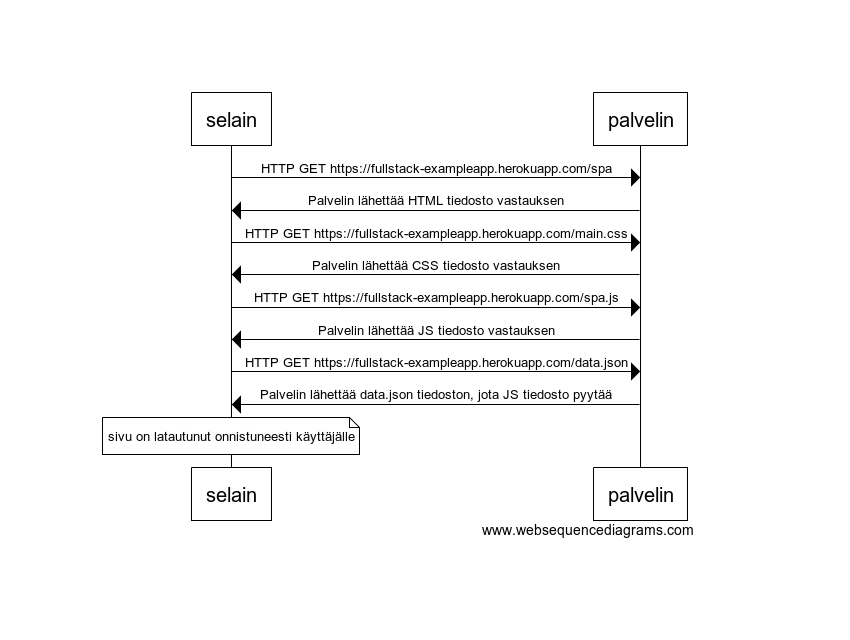 selain
palvelin
HTTP GET https://fullstack-exampleapp.herokuapp.com/spa
Palvelin lähettää HTML tiedosto vastauksen
HTTP GET https://fullstack-exampleapp.herokuapp.com/main.css
Palvelin lähettää CSS tiedosto vastauksen
HTTP GET https://fullstack-exampleapp.herokuapp.com/spa.js
Palvelin lähettää JS tiedosto vastauksen
HTTP GET https://fullstack-exampleapp.herokuapp.com/data.json
Palvelin lähettää data.json tiedoston, jota JS tiedosto pyytää
sivu on latautunut onnistuneesti käyttäjälle
selain
palvelin
www.websequencediagrams.com